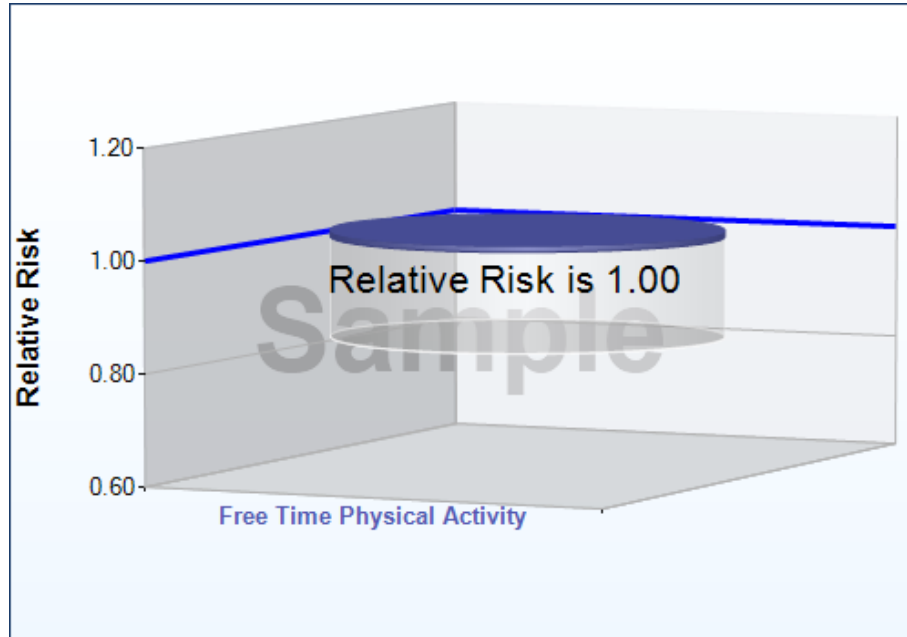 1.20
1.00
0.80
0.60
Relative Risk
Relative Risk is 1.00
Sample
Free Time Physical Activity